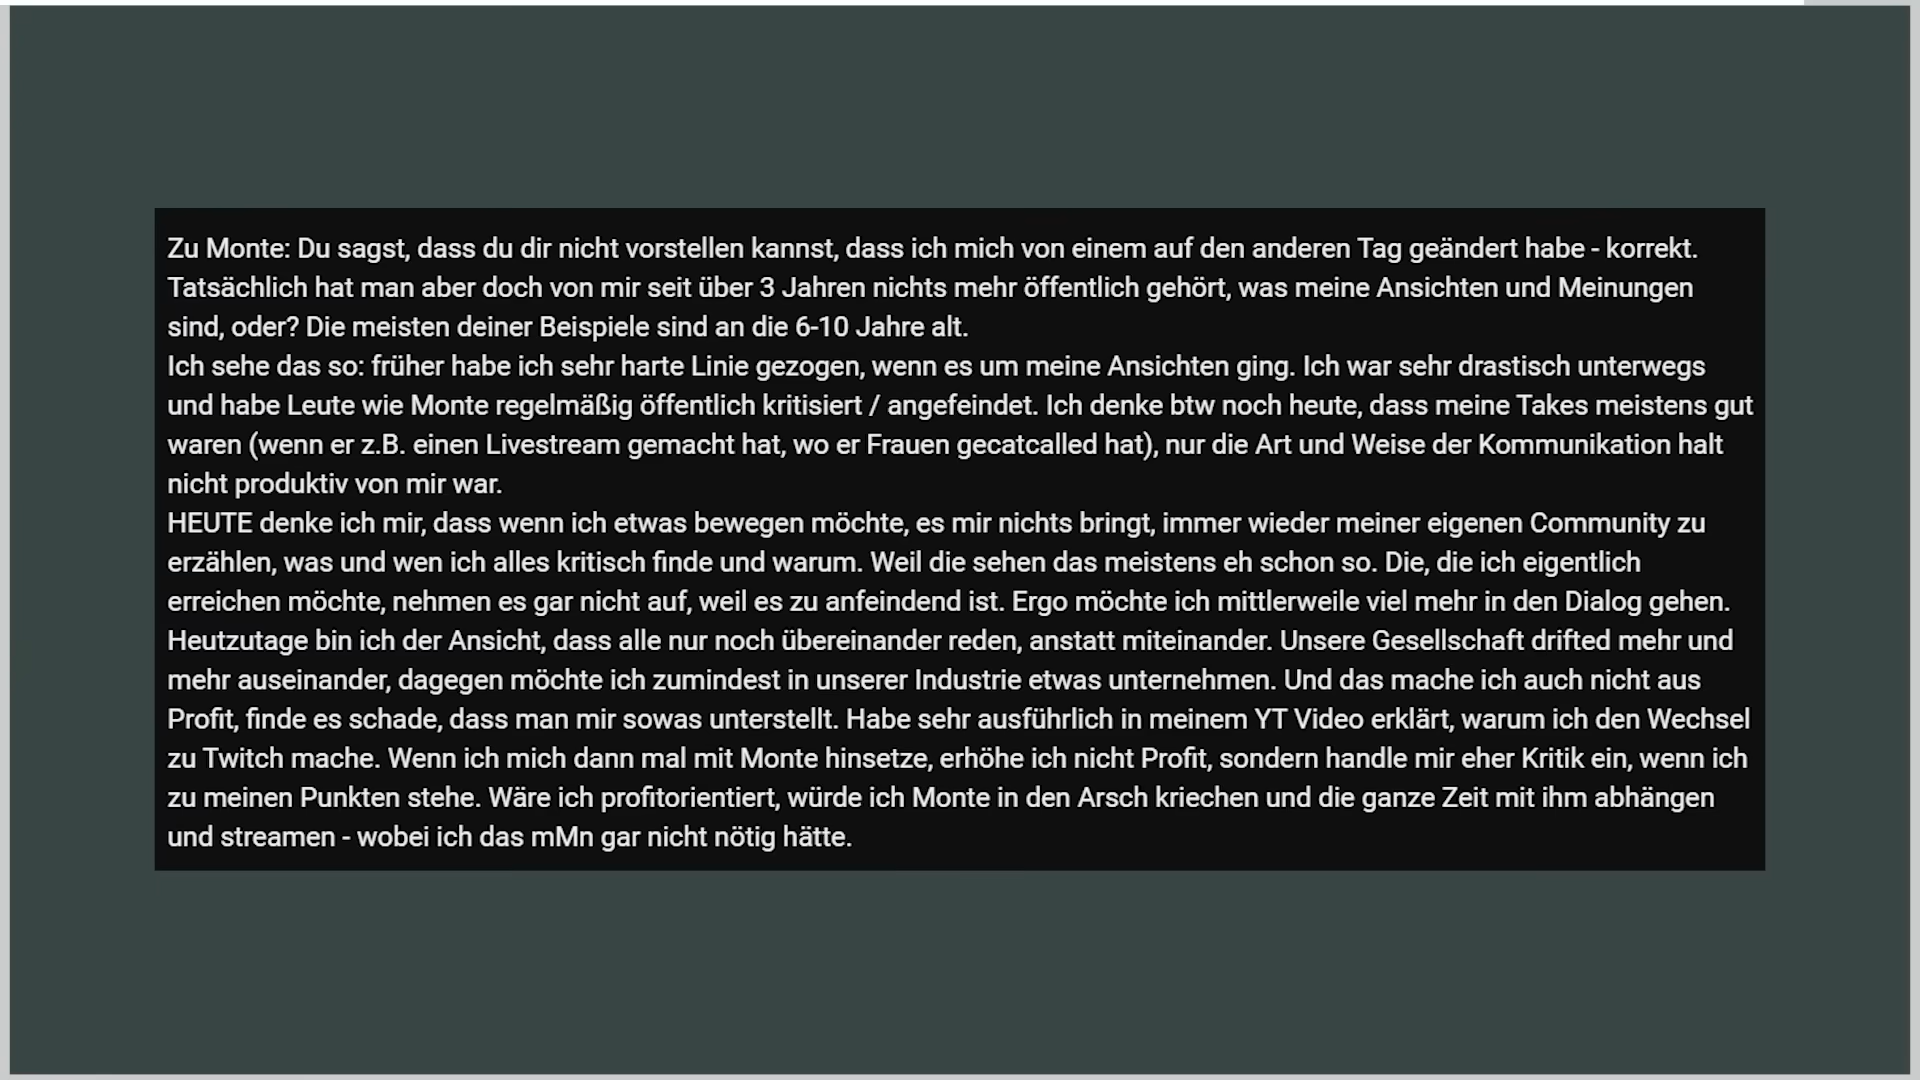 Zu Monte: Du sagst, dass du dir nicht vorstellen kannst, dass ich mich von einem auf den anderen Tag geändert habe - korrekt.
Tatsächlich hat man aber doch von mir seit über 3 Jahren nichts mehr öffentlich gehört, was meine Ansichten und Meinungen
sind, oder? Die meisten deiner Beispiele sind an die 6-10 Jahre alt.
Ich sehe das so: früher habe ich sehr harte Linie gezogen, wenn es um meine Ansichten ging. Ich war sehr drastisch unterwegs
und habe Leute wie Monte regelmäßig öffentlich kritisiert / angefeindet. Ich denke btw noch heute, dass meine Takes meistens gut
waren (wenn er z.B. einen Livestream gemacht hat, wo er Frauen gecatcalled hat), nur die Art und Weise der Kommunikation halt
nicht produktiv von mir war.
HEUTE denke ich mir, dass wenn ich etwas bewegen möchte, es mir nichts bringt, immer wieder meiner eigenen Community zu
erzählen, was und wen ich alles kritisch finde und warum. Weil die sehen das meistens eh schon so. Die, die ich eigentlich
erreichen möchte, nehmen es gar nicht auf, weil es zu anfeindend ist. Ergo möchte ich mittlerweile viel mehr in den Dialog gehen.
Heutzutage bin ich der Ansicht, dass alle nur noch übereinander reden, anstatt miteinander. Unsere Gesellschaft drifted mehr und
mehr auseinander, dagegen möchte ich zumindest in unserer Industrie etwas unternehmen. Und das mache ich auch nicht aus
Profit, finde es schade, dass man mir sowas unterstellt. Habe sehr ausführlich in meinem YT Video erklärt, warum ich den Wechsel
zu Twitch mache. Wenn ich mich dann mal mit Monte hinsetze, erhöhe ich nicht Profit, sondern handle mir eher Kritik ein, wenn ich
zu meinen Punkten stehe. Wäre ich profitorientiert, würde ich Monte in den Arsch kriechen und die ganze Zeit mit ihm abhängen
und streamen - wobei ich das mMn gar nicht nötig hätte.